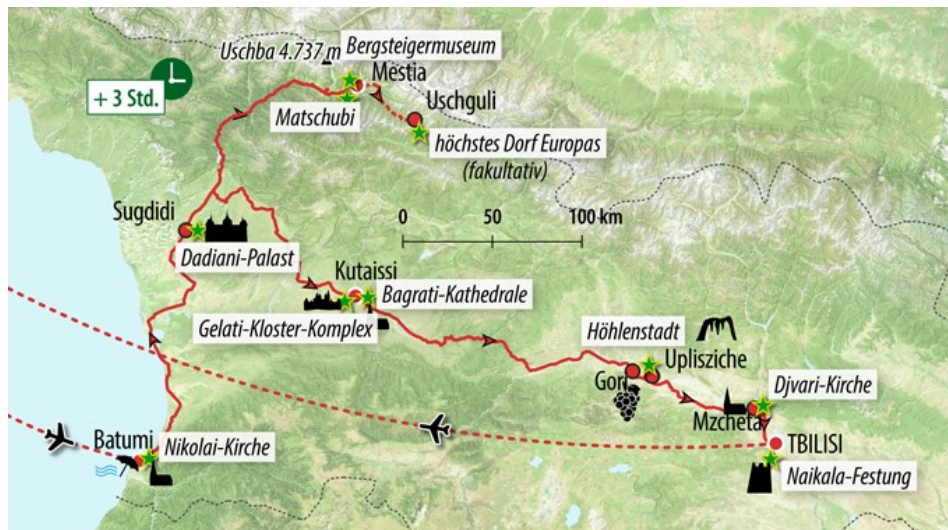 Uschba 4.737 m
Bergsteigermuseum
Mestia
+ 3 Std.
Matschubi
Uschguli
höchstes Dorf Europas
(fakultativ)
Sugdidi
0 50 100 km
Dadiani-Palast
Kutaissi
Bagrati-Kathedrale
Gelati-Kloster-Komplex
Höhlenstadt
Uplisziche
Gori
Djvari-Kirche
Mzcheta
Batumi
Nikolai-Kirche
TBILISI
Naikala-Festung